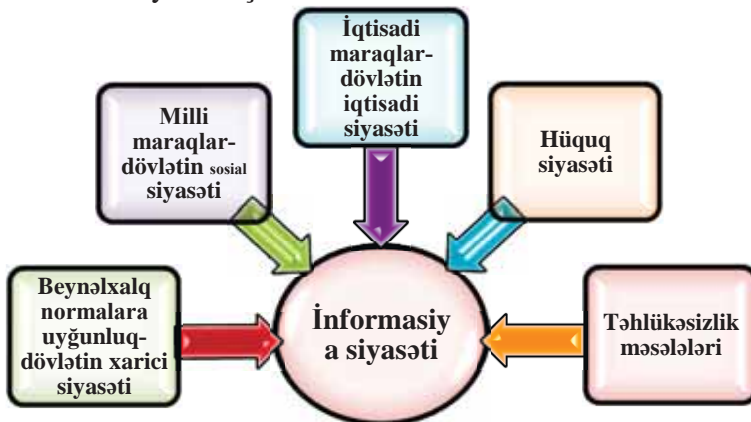 İqtisadi
maraqlar-
dövlətin
iqtisadi
siyasəti
Milli
maraqlar-
dövlətin sosial
siyasəti
Hüquq
siyasəti
Beynəlxalq
normalara
uyğunluq-
dövlətin xarici
siyasəti
İnformasiy
a siyasəti
Təhlükəsizlik
məsələləri